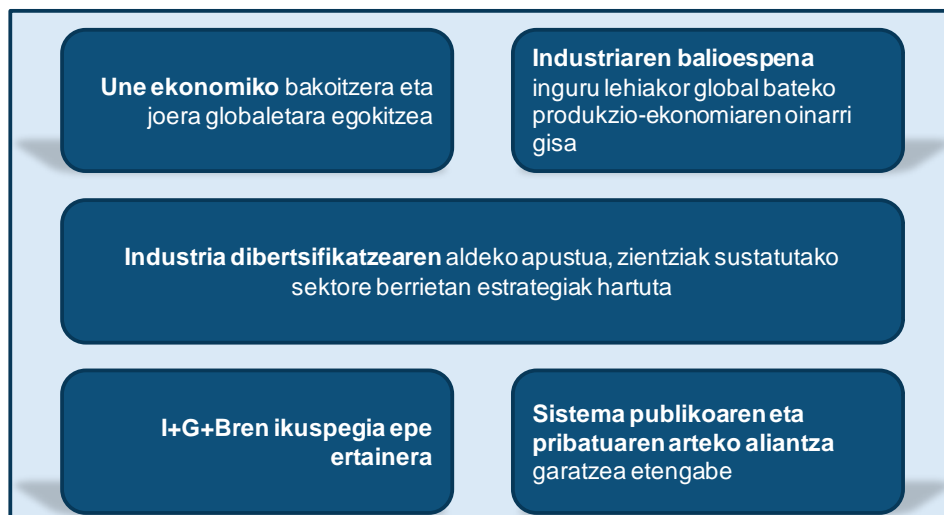 Une ekonomiko bakoitzera eta
joera globaletara egokitzea
Industriaren balioespena
inguru lehiakor global bateko
produkzio-ekonomiaren oinarri
gisa
Industria dibertsifikatzearen aldeko apustua, zientziak sustatutako
sektore berrietan estrategiak hartuta
I+G+Bren ikuspegia epe
ertainera
Sistema publikoaren eta
pribatuaren arteko aliantza
garatzea etengabe